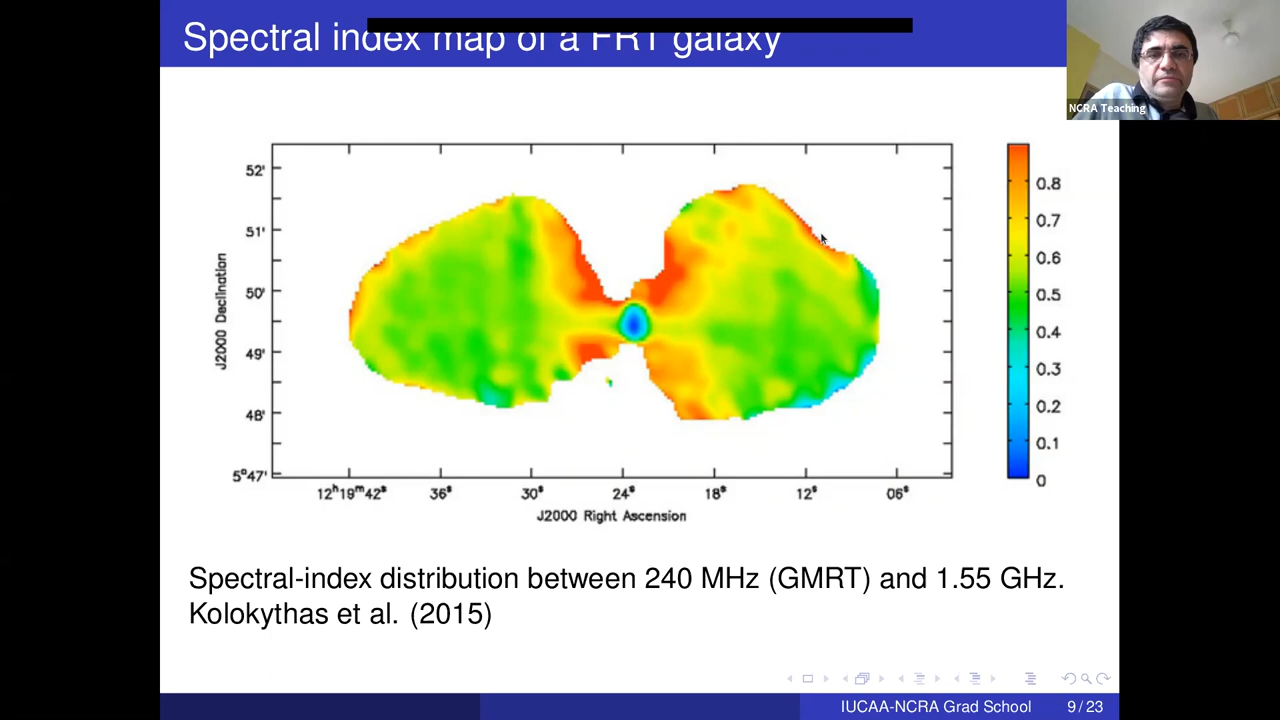 Spectral index map of a FR1 galaxy
NCRA Teaching
52'
51'
50'
49'
48'
5°47'
J2000 Declination
12ʰ19ᵐ42ˢ 36ˢ 30ˢ 24ˢ 18ˢ 12ˢ 06ˢ
J2000 Right Ascension
0.8
0.7
0.6
0.5
0.4
0.3
0.2
0.1
0
Spectral-index distribution between 240 MHz (GMRT) and 1.55 GHz.
Kolokythas et al. (2015)
IUCAA-NCRA Grad School 9 / 23